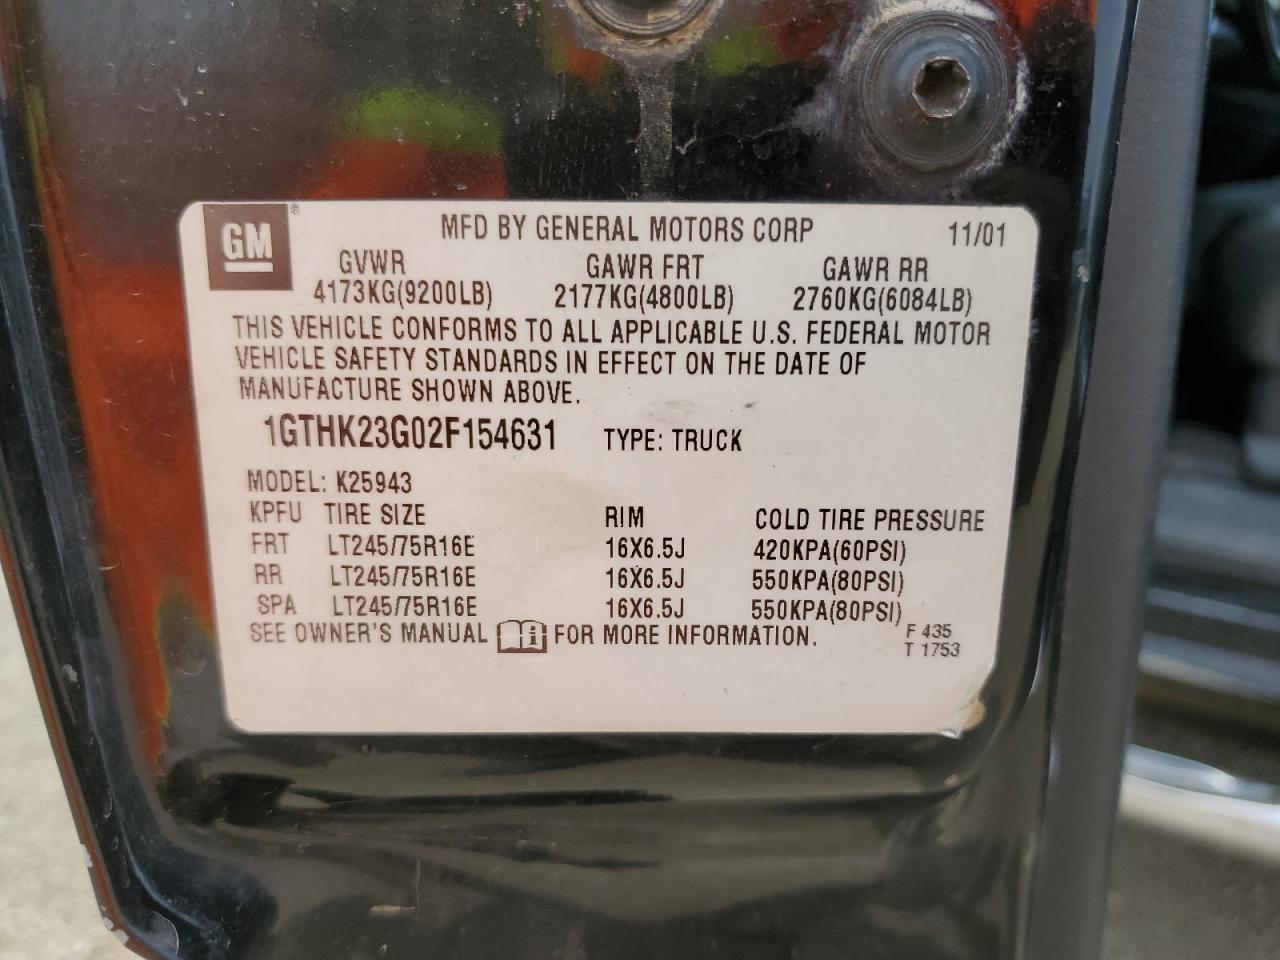 GM® MFD BY GENERAL MOTORS CORP 11/01
GVWR GAWR FRT GAWR RR
4173KG(9200LB) 2177KG(4800LB) 2760KG(6084LB)
THIS VEHICLE CONFORMS TO ALL APPLICABLE U.S. FEDERAL MOTOR
VEHICLE SAFETY STANDARDS IN EFFECT ON THE DATE OF
MANUFACTURE SHOWN ABOVE.
1GTHK23G02F154631 TYPE: TRUCK
MODEL: K25943
KPFU TIRE SIZE RIM COLD TIRE PRESSURE
FRT LT245/75R16E 16X6.5J 420KPA(60PSI)
RR LT245/75R16E 16X6.5J 550KPA(80PSI)
SPA LT245/75R16E 16X6.5J 550KPA(80PSI)
SEE OWNER'S MANUAL i FOR MORE INFORMATION. F 435
T 1753